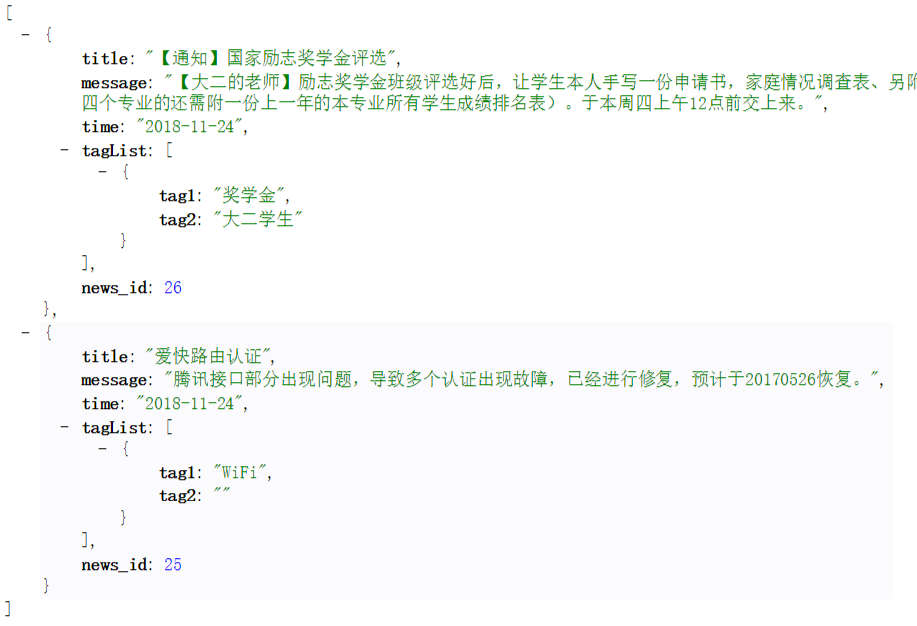 [
- {
title: "【通知】国家励志奖学金评选",
message: "【大二的老师】励志奖学金班级评选好后，让学生本人手写一份申请书，家庭情况调查表、另附
四个专业的还需附一份上一年的本专业所有学生成绩排名表）。于本周四上午12点前交上来。",
time: "2018-11-24",
- tagList: [
- {
tag1: "奖学金",
tag2: "大二学生"
}
],
news_id: 26
},
- {
title: "爱快路由认证",
message: "腾讯接口部分出现问题，导致多个认证出现故障，已经进行修复，预计于20170526恢复。",
time: "2018-11-24",
- tagList: [
- {
tag1: "WiFi",
tag2: ""
}
],
news_id: 25
}
]